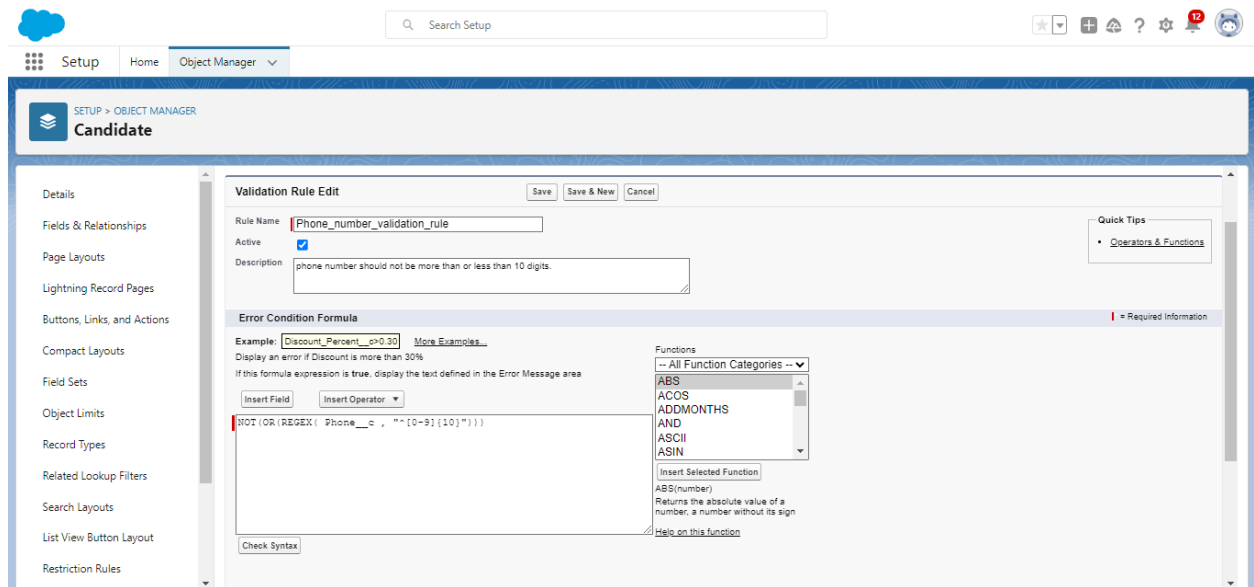 Search Setup
12
Setup
Home
Object Manager
SETUP > OBJECT MANAGER
Candidate
Details
Fields & Relationships
Page Layouts
Lightning Record Pages
Buttons, Links, and Actions
Compact Layouts
Field Sets
Object Limits
Record Types
Related Lookup Filters
Search Layouts
List View Button Layout
Restriction Rules
Validation Rule Edit
Save
Save & New
Cancel
Rule Name
Phone_number_validation_rule
Active
Description
phone number should not be more than or less than 10 digits.
Quick Tips
• Operators & Functions
Error Condition Formula
= Required Information
Example: Discount_Percent__c>0.30 More Examples...
Display an error if Discount is more than 30%
If this formula expression is true, display the text defined in the Error Message area
Insert Field
Insert Operator
NOT(OR(REGEX( Phone__c , "^[0-9]{10}")))
Check Syntax
Functions
-- All Function Categories --
ABS
ACOS
ADDMONTHS
AND
ASCII
ASIN
Insert Selected Function
ABS(number)
Returns the absolute value of a
number, a number without its sign
Help on this function